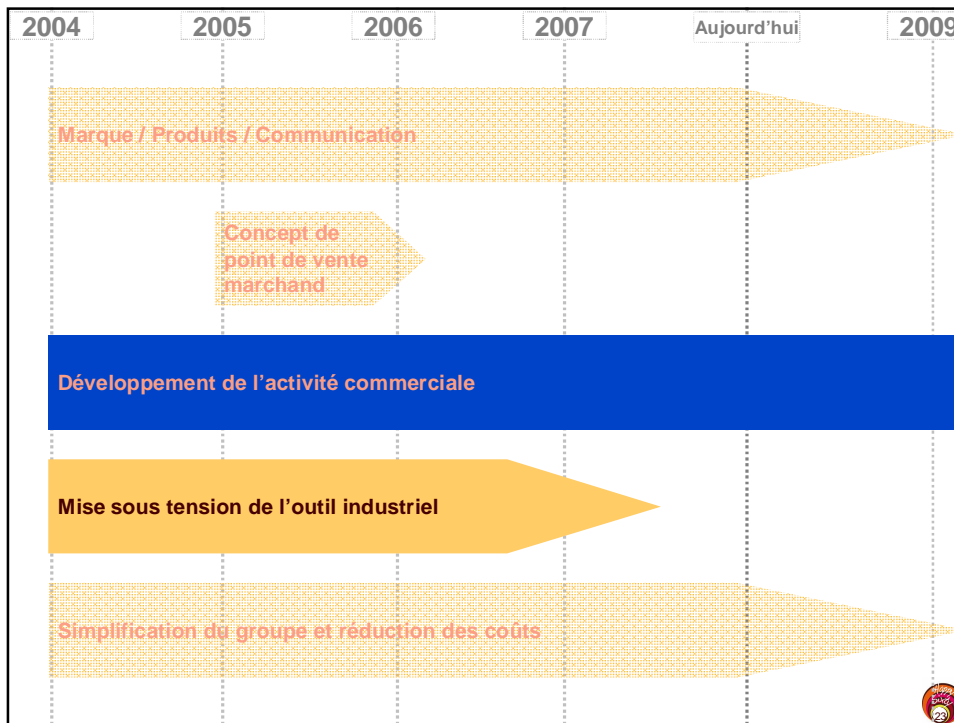 2004 2005 2006 2007 Aujourd'hui 2009
Marque / Produits / Communication
Concept de
point de vente
marchand
Développement de l'activité commerciale
Mise sous tension de l'outil industriel
Simplification du groupe et réduction des coûts
23